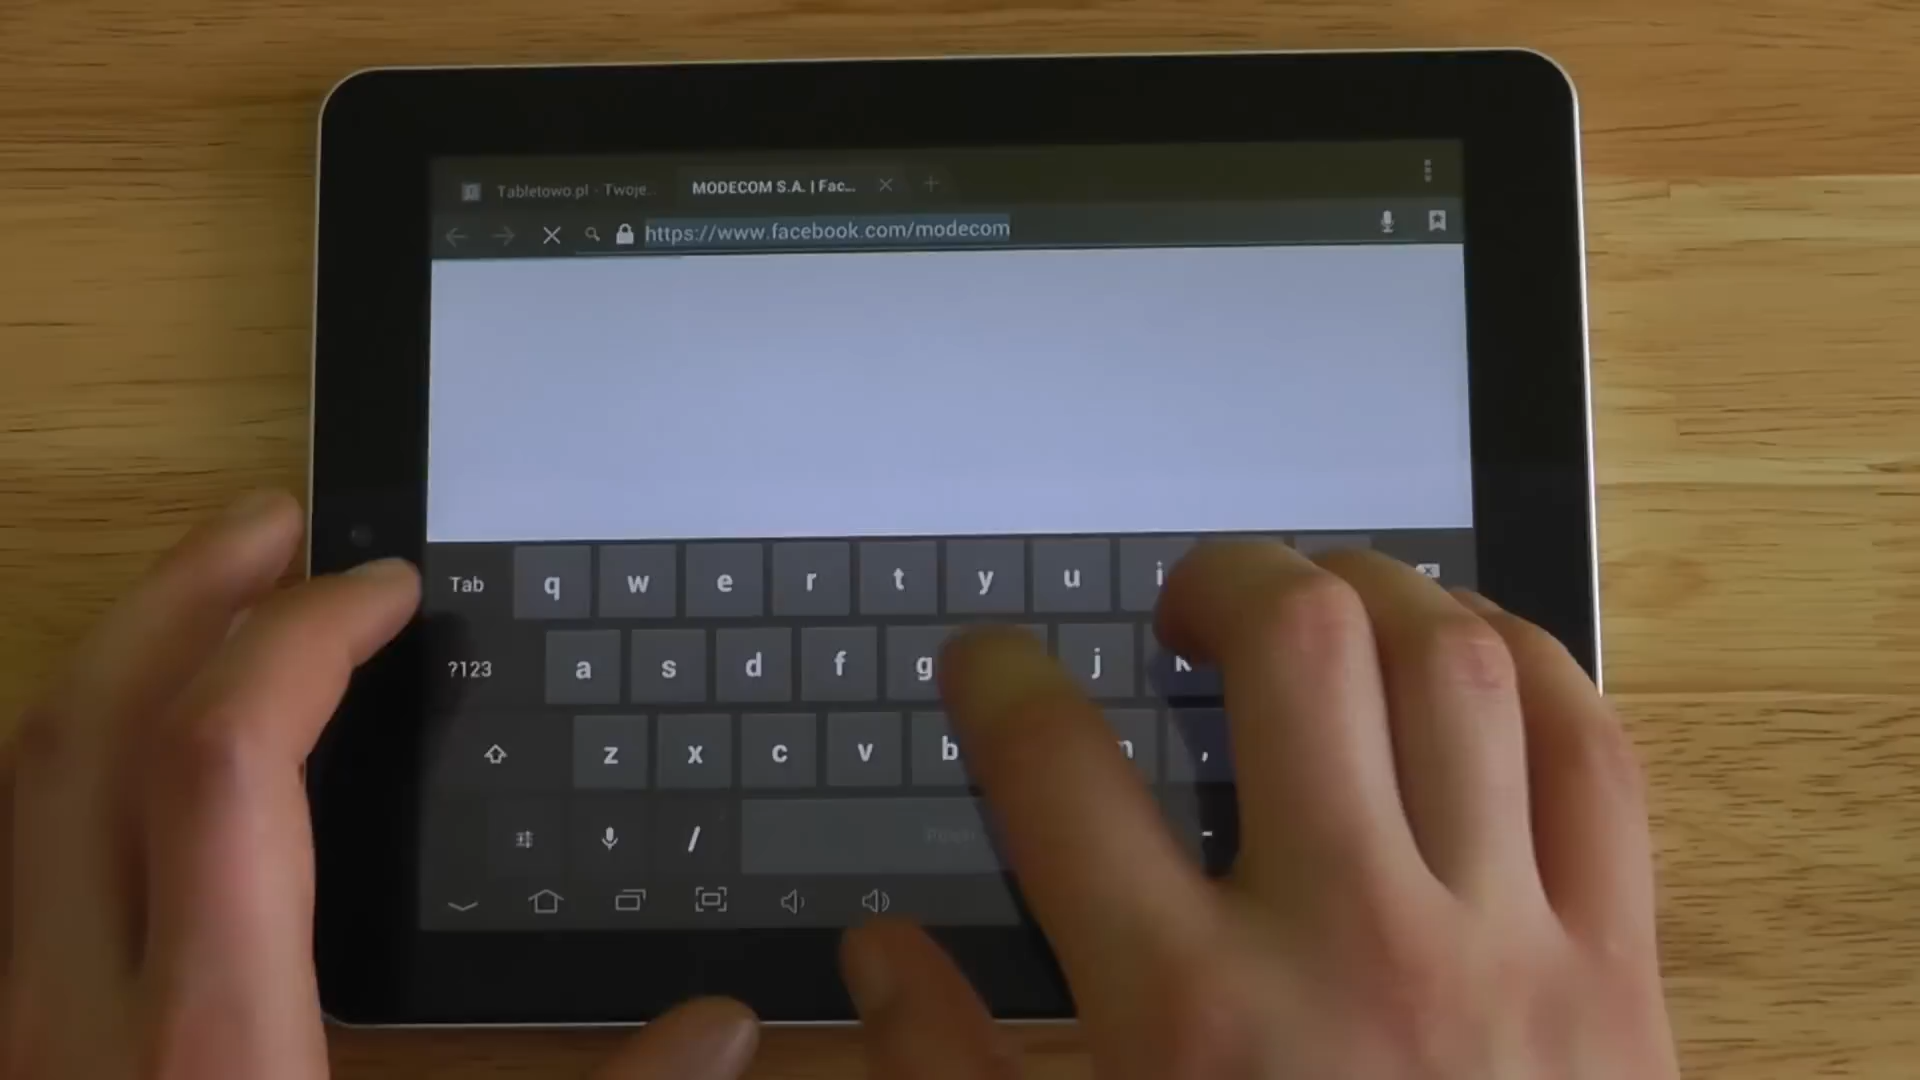 Tabletowo.pl - Twoje
MODECOM S.A. | Fac...
https://www.facebook.com/modecom
Tab q w e r t y u i
?123 a s d f g j k
z x c v b ,
/ -